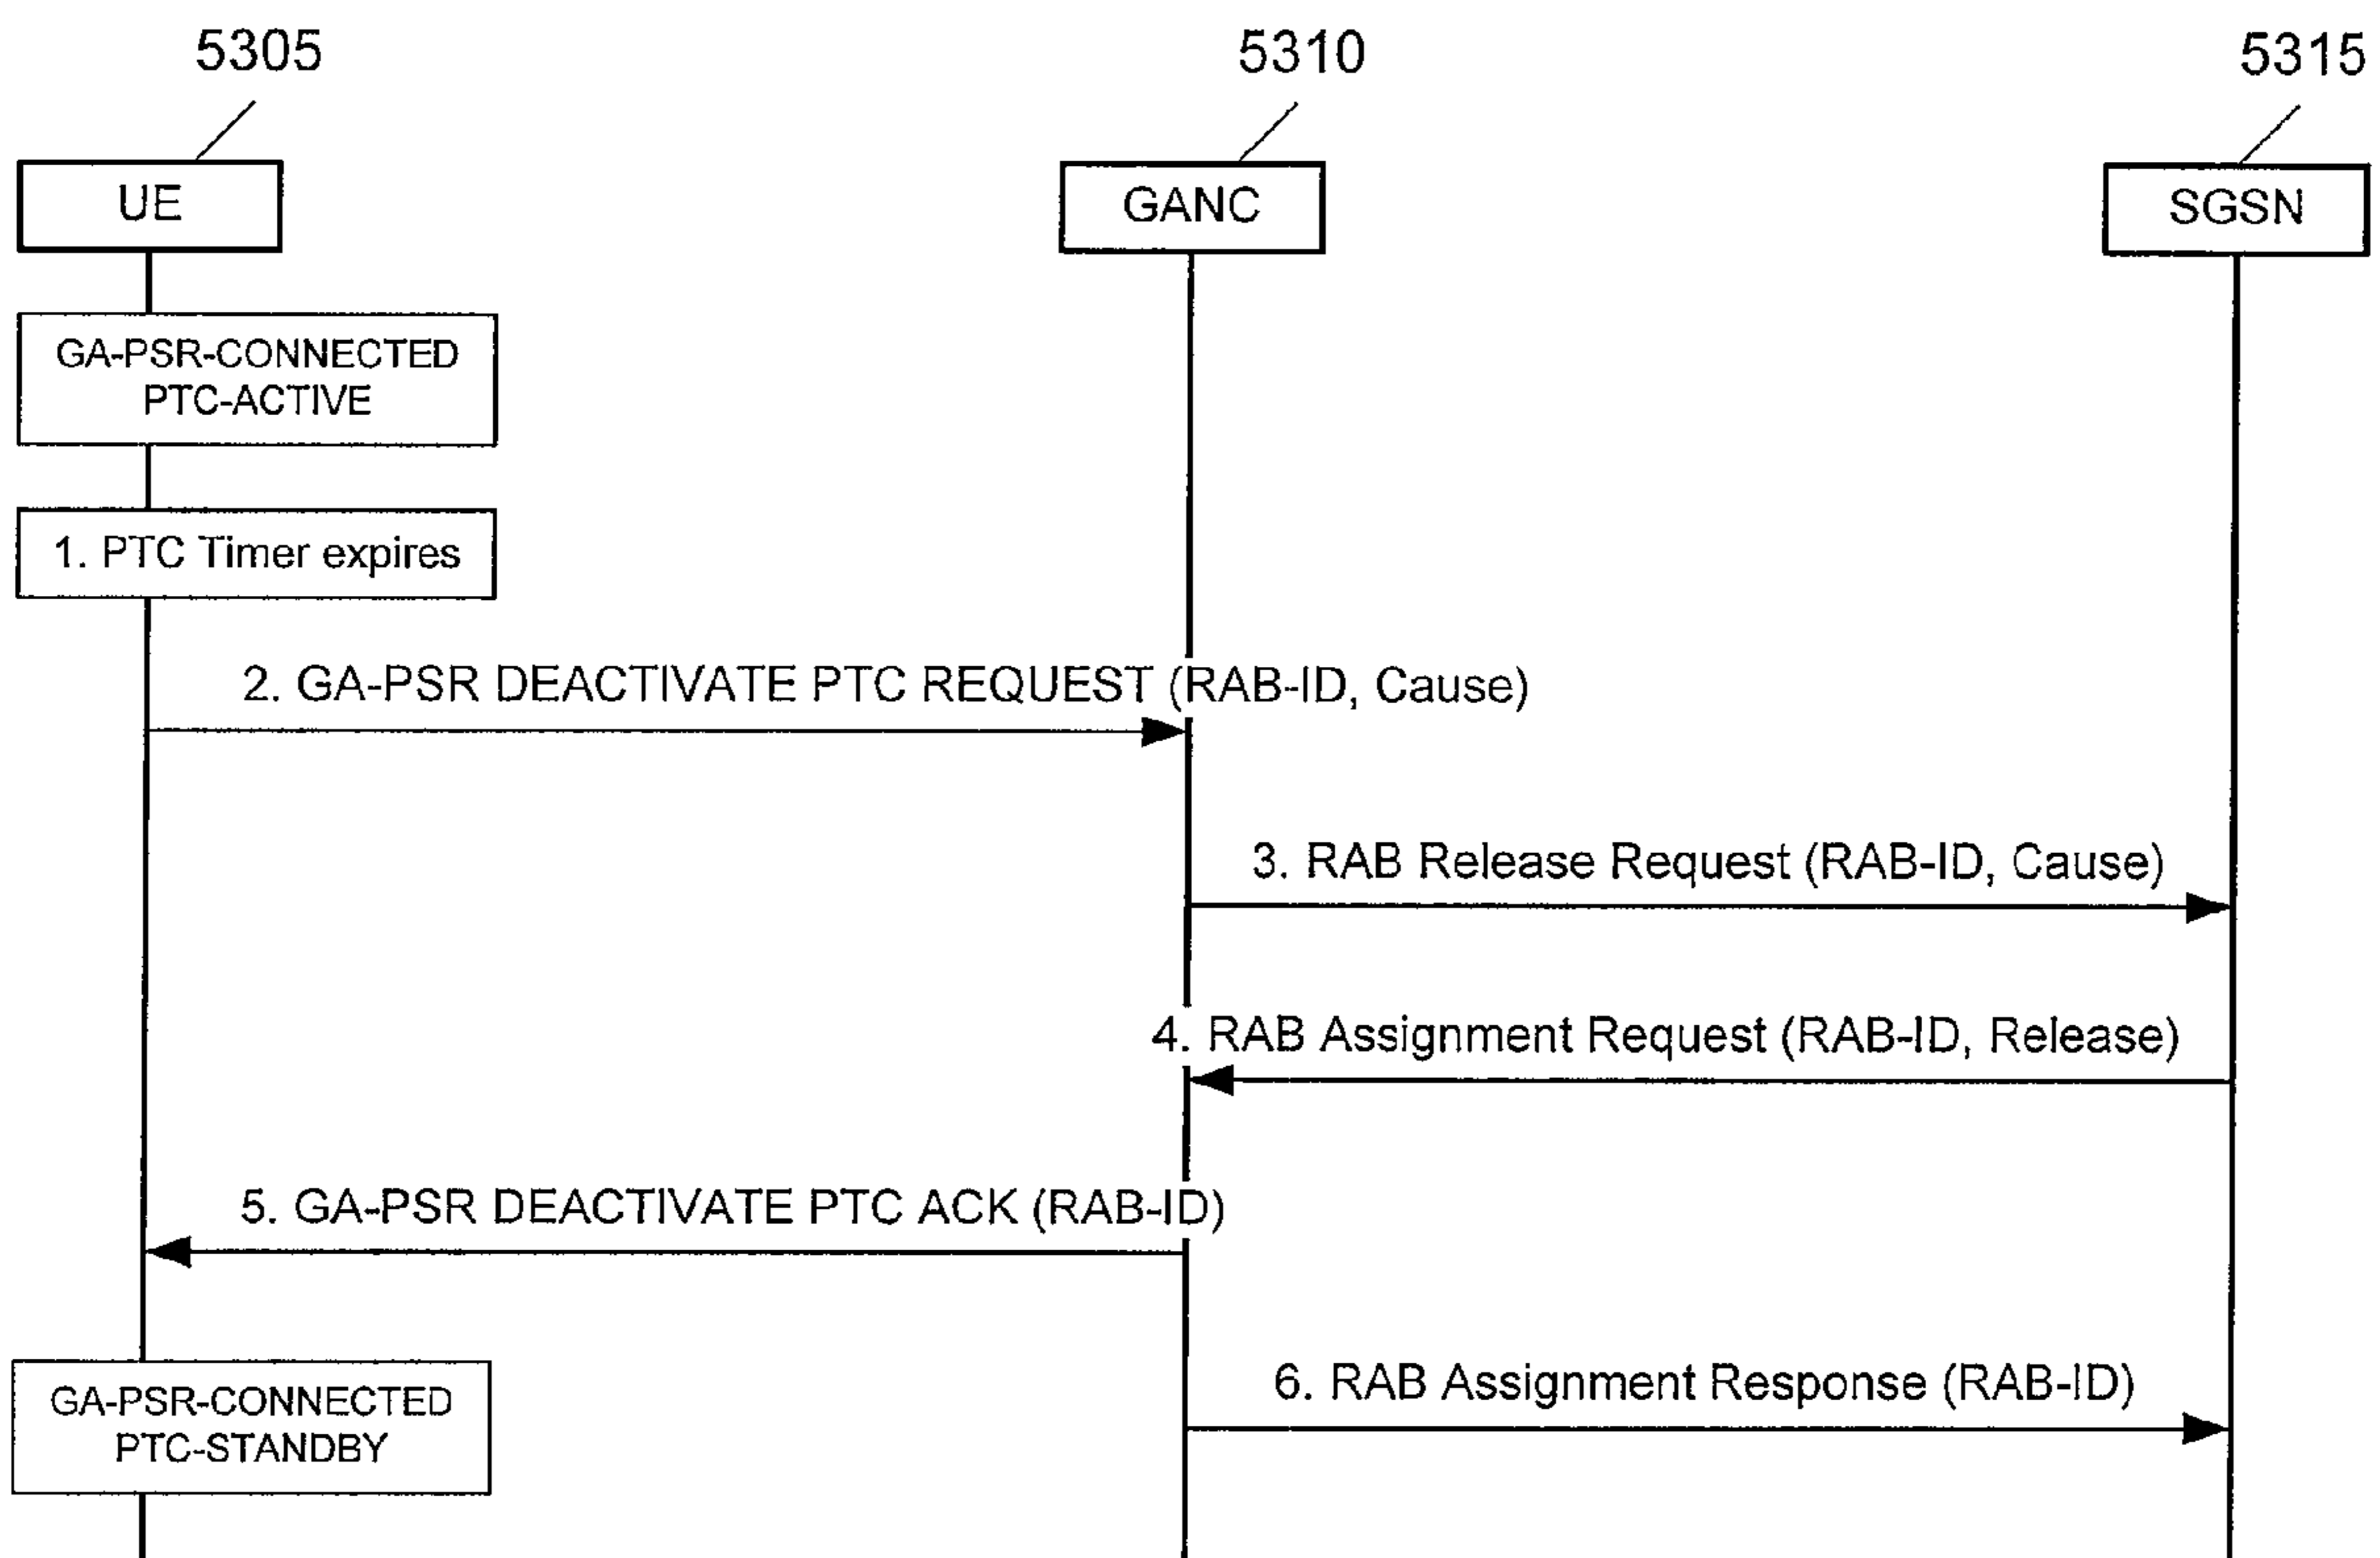 5305
5310
5315
UE
GANC
SGSN
GA-PSR-CONNECTED
PTC-ACTIVE
1. PTC Timer expires
2. GA-PSR DEACTIVATE PTC REQUEST (RAB-ID, Cause)
3. RAB Release Request (RAB-ID, Cause)
4. RAB Assignment Request (RAB-ID, Release)
5. GA-PSR DEACTIVATE PTC ACK (RAB-ID)
GA-PSR-CONNECTED
PTC-STANDBY
6. RAB Assignment Response (RAB-ID)